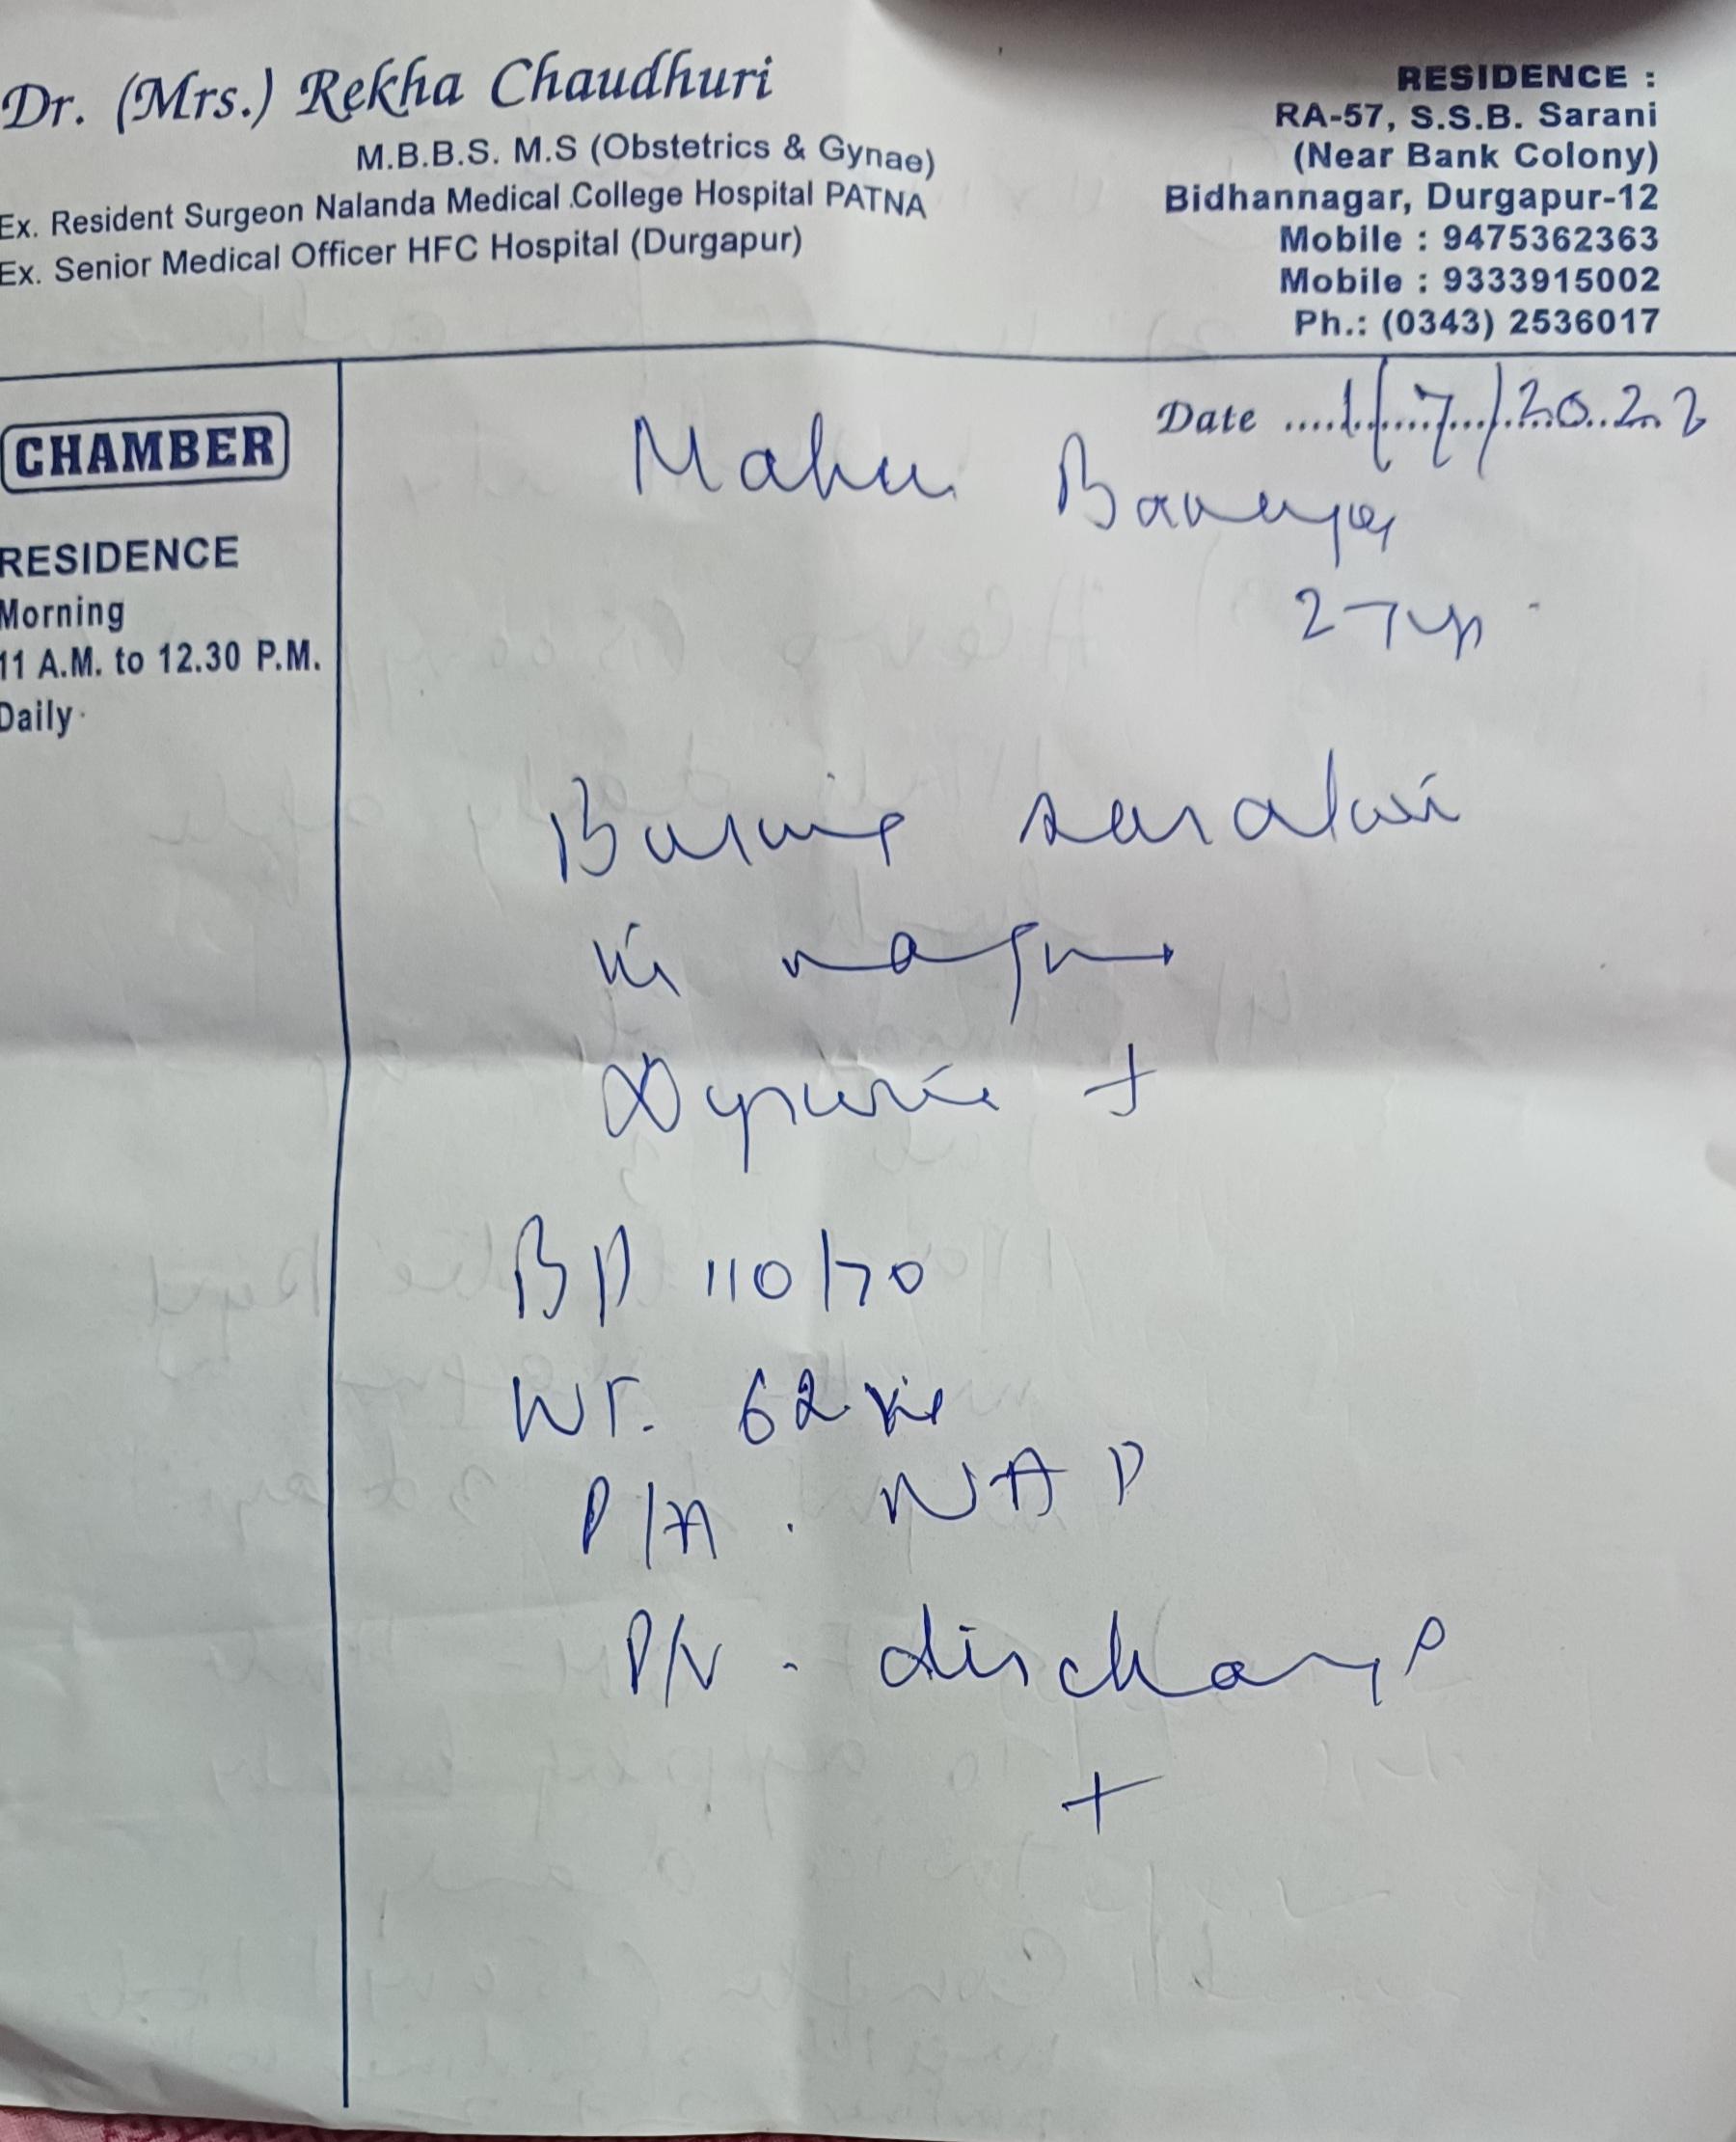 Dr. (Mrs.) Rekha Chaudhuri
M.B.B.S. M.S (Obstetrics & Gynae)
Ex. Resident Surgeon Nalanda Medical College Hospital PATNA
Ex. Senior Medical Officer HFC Hospital (Durgapur)
RESIDENCE :
RA-57, S.S.B. Sarani
(Near Bank Colony)
Bidhannagar, Durgapur-12
Mobile : 9475362363
Mobile : 9333915002
Ph.: (0343) 2536017
CHAMBER
RESIDENCE
Morning
11 A.M. to 12.30 P.M.
Daily
Date 1/7/2022
Banerjee
27 yr
Burning sensation
in vagina
Dysuria +
BP 110/70
WT. 62 kg
P/A . NAD
P/V - discharge
+